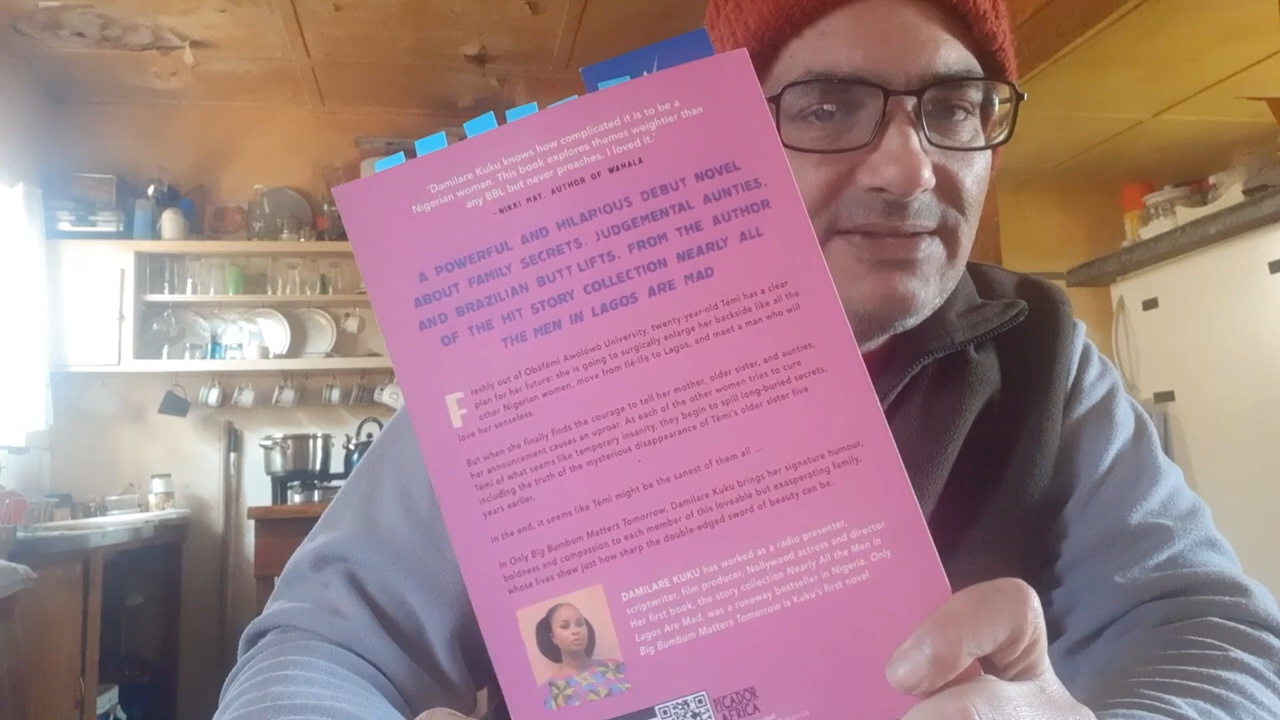 'Damilare Kuku knows how complicated it is to be a
Nigerian woman. This book explores themes weightier than
any BBL but never preaches. I loved it.'
-NIKKI MAY, AUTHOR OF WAHALA
A POWERFUL AND HILARIOUS DEBUT NOVEL
ABOUT FAMILY SECRETS, JUDGEMENTAL AUNTIES,
AND BRAZILIAN BUTT LIFTS, FROM THE AUTHOR
OF THE HIT STORY COLLECTION NEARLY ALL
THE MEN IN LAGOS ARE MAD
Freshly out of Obáfémi Awólówò University, twenty-year-old Tèmi has a clear
plan for her future: she is going to surgically enlarge her backside like all the
other Nigerian women, move from Ilé-Ifè to Lagos, and meet a man who will
love her senseless.
But when she finally finds the courage to tell her mother, older sister, and aunties,
her announcement causes an uproar. As each of the other women tries to cure
Tèmi of what seems like temporary insanity, they begin to spill long-buried secrets,
including the truth of the mysterious disappearance of Tèmi's older sister five
years earlier.
In the end, it seems like Tèmi might be the sanest of them all ...
In Only Big Bumbum Matters Tomorrow, Damilare Kuku brings her signature humour,
boldness and compassion to each member of this loveable but exasperating family,
whose lives show just how sharp the double-edged sword of beauty can be.
DAMILARE KUKU has worked as a radio presenter,
scriptwriter, film producer, Nollywood actress and director.
Her first book, the story collection Nearly All the Men in
Lagos Are Mad, was a runaway bestseller in Nigeria. Only
Big Bumbum Matters Tomorrow is Kuku's first novel.
PICADOR
AFRICA